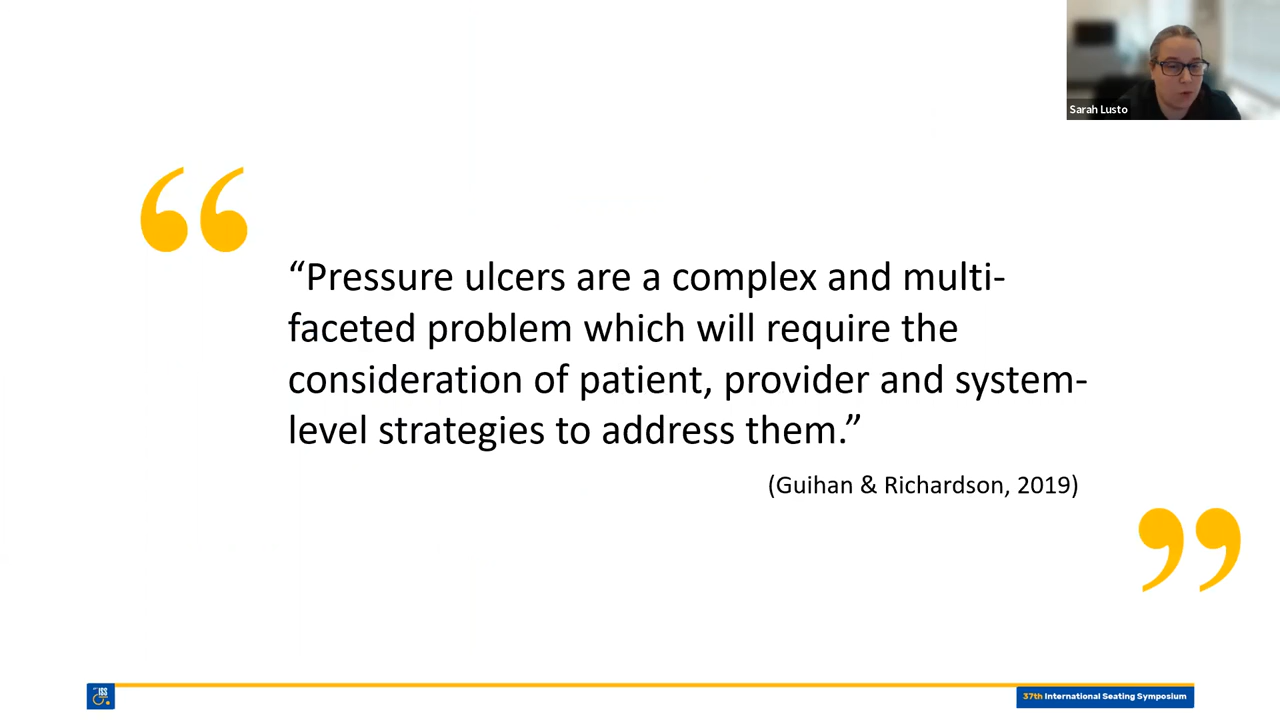 Sarah Lusto
“Pressure ulcers are a complex and multi-
faceted problem which will require the
consideration of patient, provider and system-
level strategies to address them.”
(Guihan & Richardson, 2019)
ISS
37th International Seating Symposium